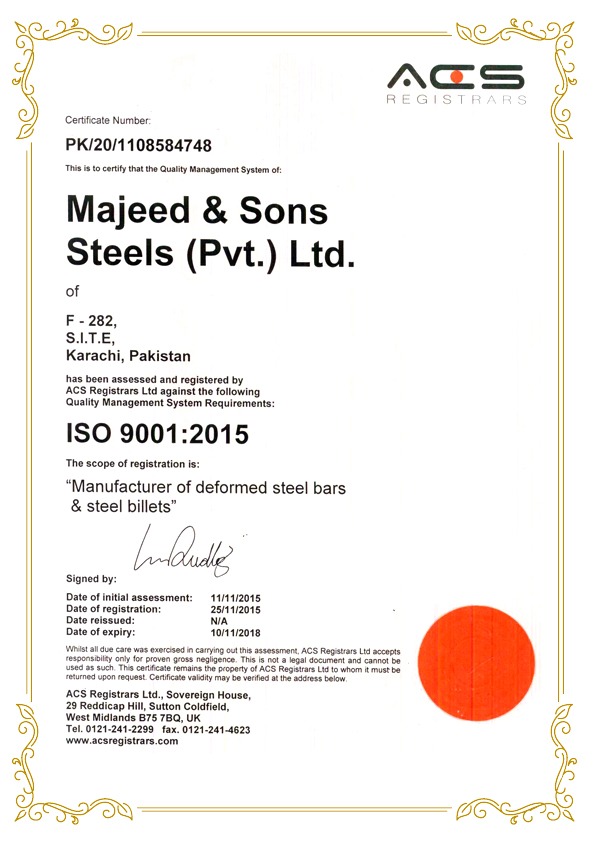 ACS
REGISTRARS
Certificate Number:
PK/20/1108584748
This is to certify that the Quality Management System of:
Majeed & Sons
Steels (Pvt.) Ltd.
of
F - 282,
S.I.T.E,
Karachi, Pakistan
has been assessed and registered by
ACS Registrars Ltd against the following
Quality Management System Requirements:
ISO 9001:2015
The scope of registration is:
“Manufacturer of deformed steel bars
& steel billets”
Signed by:
Date of initial assessment: 11/11/2015
Date of registration: 25/11/2015
Date reissued: N/A
Date of expiry: 10/11/2018
Whilst all due care was exercised in carrying out this assessment, ACS Registrars Ltd accepts
responsibility only for proven gross negligence. This is not a legal document and cannot be
used as such. This certificate remains the property of ACS Registrars Ltd to whom it must be
returned upon request. Certificate validity may be verified at the address below.
ACS Registrars Ltd., Sovereign House,
29 Reddicap Hill, Sutton Coldfield,
West Midlands B75 7BQ, UK
Tel. 0121-241-2299 fax. 0121-241-4623
www.acsregistrars.com